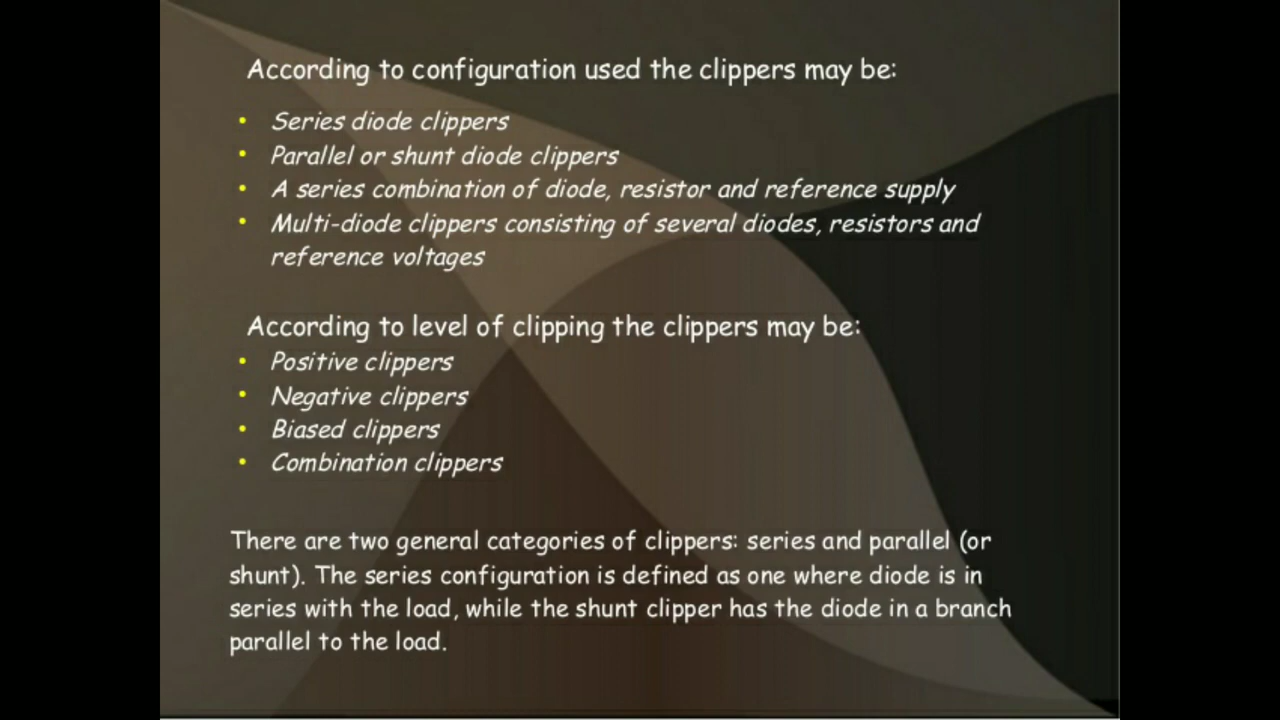 According to configuration used the clippers may be:
• Series diode clippers
• Parallel or shunt diode clippers
• A series combination of diode, resistor and reference supply
• Multi-diode clippers consisting of several diodes, resistors and
reference voltages
According to level of clipping the clippers may be:
• Positive clippers
• Negative clippers
• Biased clippers
• Combination clippers
There are two general categories of clippers: series and parallel (or
shunt). The series configuration is defined as one where diode is in
series with the load, while the shunt clipper has the diode in a branch
parallel to the load.